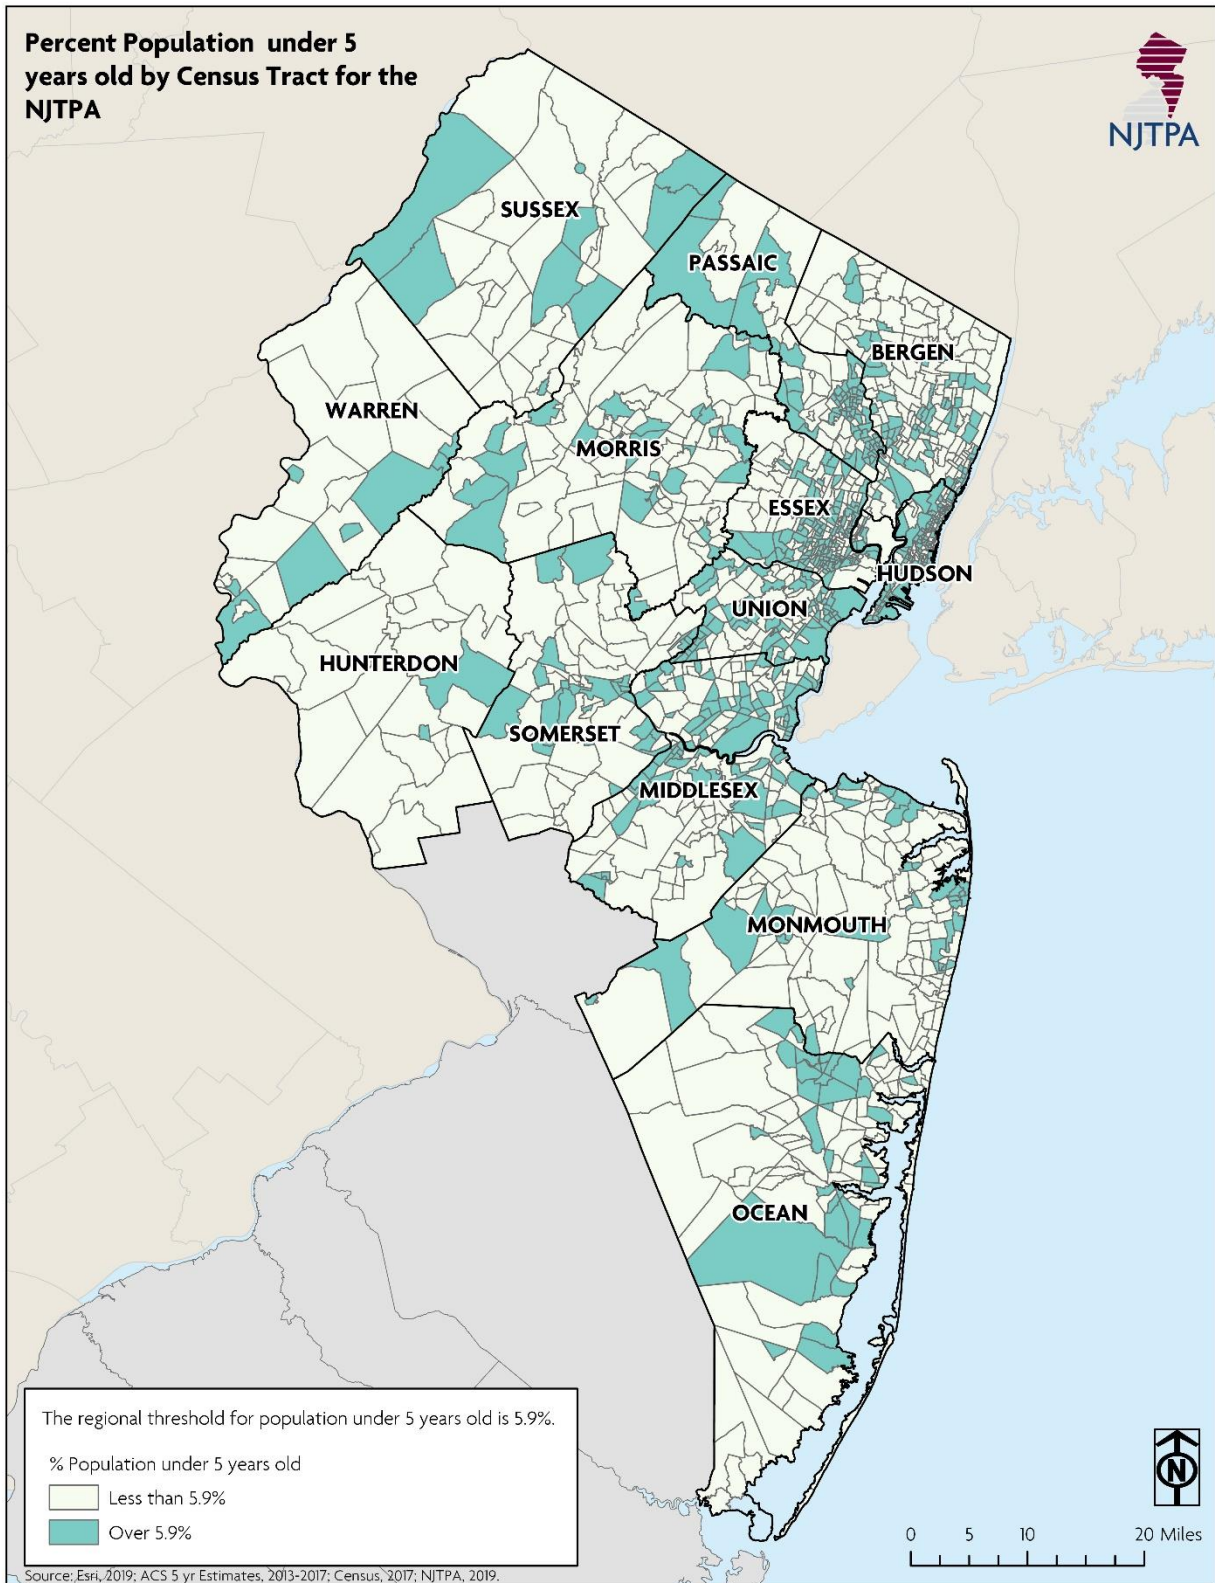 Percent Population under 5
years old by Census Tract for the
NJTPA
NJTPA
SUSSEX
PASSAIC
BERGEN
WARREN
MORRIS
ESSEX
HUDSON
UNION
HUNTERDON
SOMERSET
MIDDLESEX
MONMOUTH
OCEAN
The regional threshold for population under 5 years old is 5.9%.
% Population under 5 years old
Less than 5.9%
Over 5.9%
N
0 5 10 20 Miles
Source: Esri, 2019; ACS 5 yr Estimates, 2013-2017; Census, 2017; NJTPA, 2019.